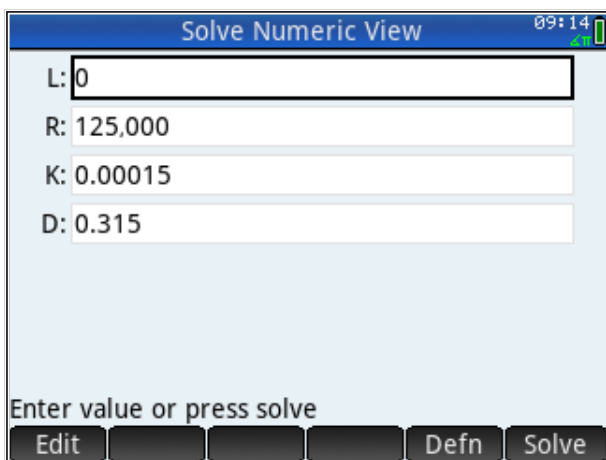 Solve Numeric View 09:14
∡π
L: 0
R: 125,000
K: 0.00015
D: 0.315
Enter value or press solve
Edit Defn Solve